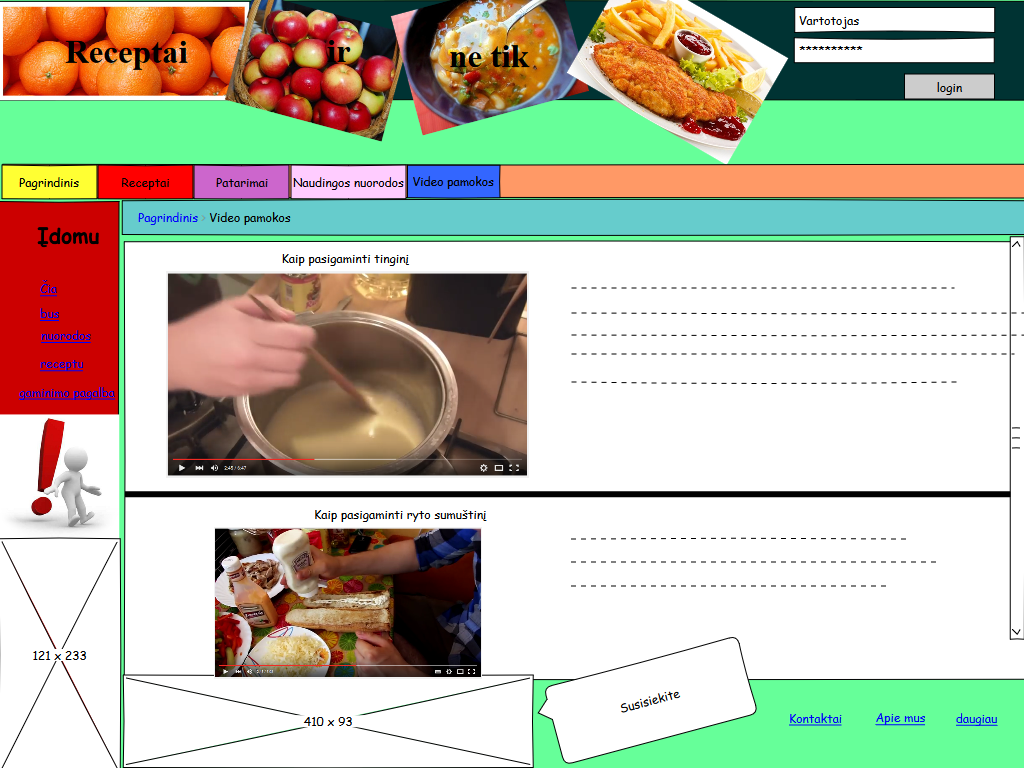 Receptai ir ne tik
Vartotojas
**********
login
Pagrindinis Receptai Patarimai Naudingos nuorodos Video pamokos
Pagrindinis > Video pamokos
Įdomu
Čia
bus
nuorodos
receptu
gaminimo pagalba
Kaip pasigaminti tinginį
2:45 / 6:47
Kaip pasigaminti ryto sumuštinį
121 x 233
410 x 93
Susisiekite
Kontaktai Apie mus daugiau